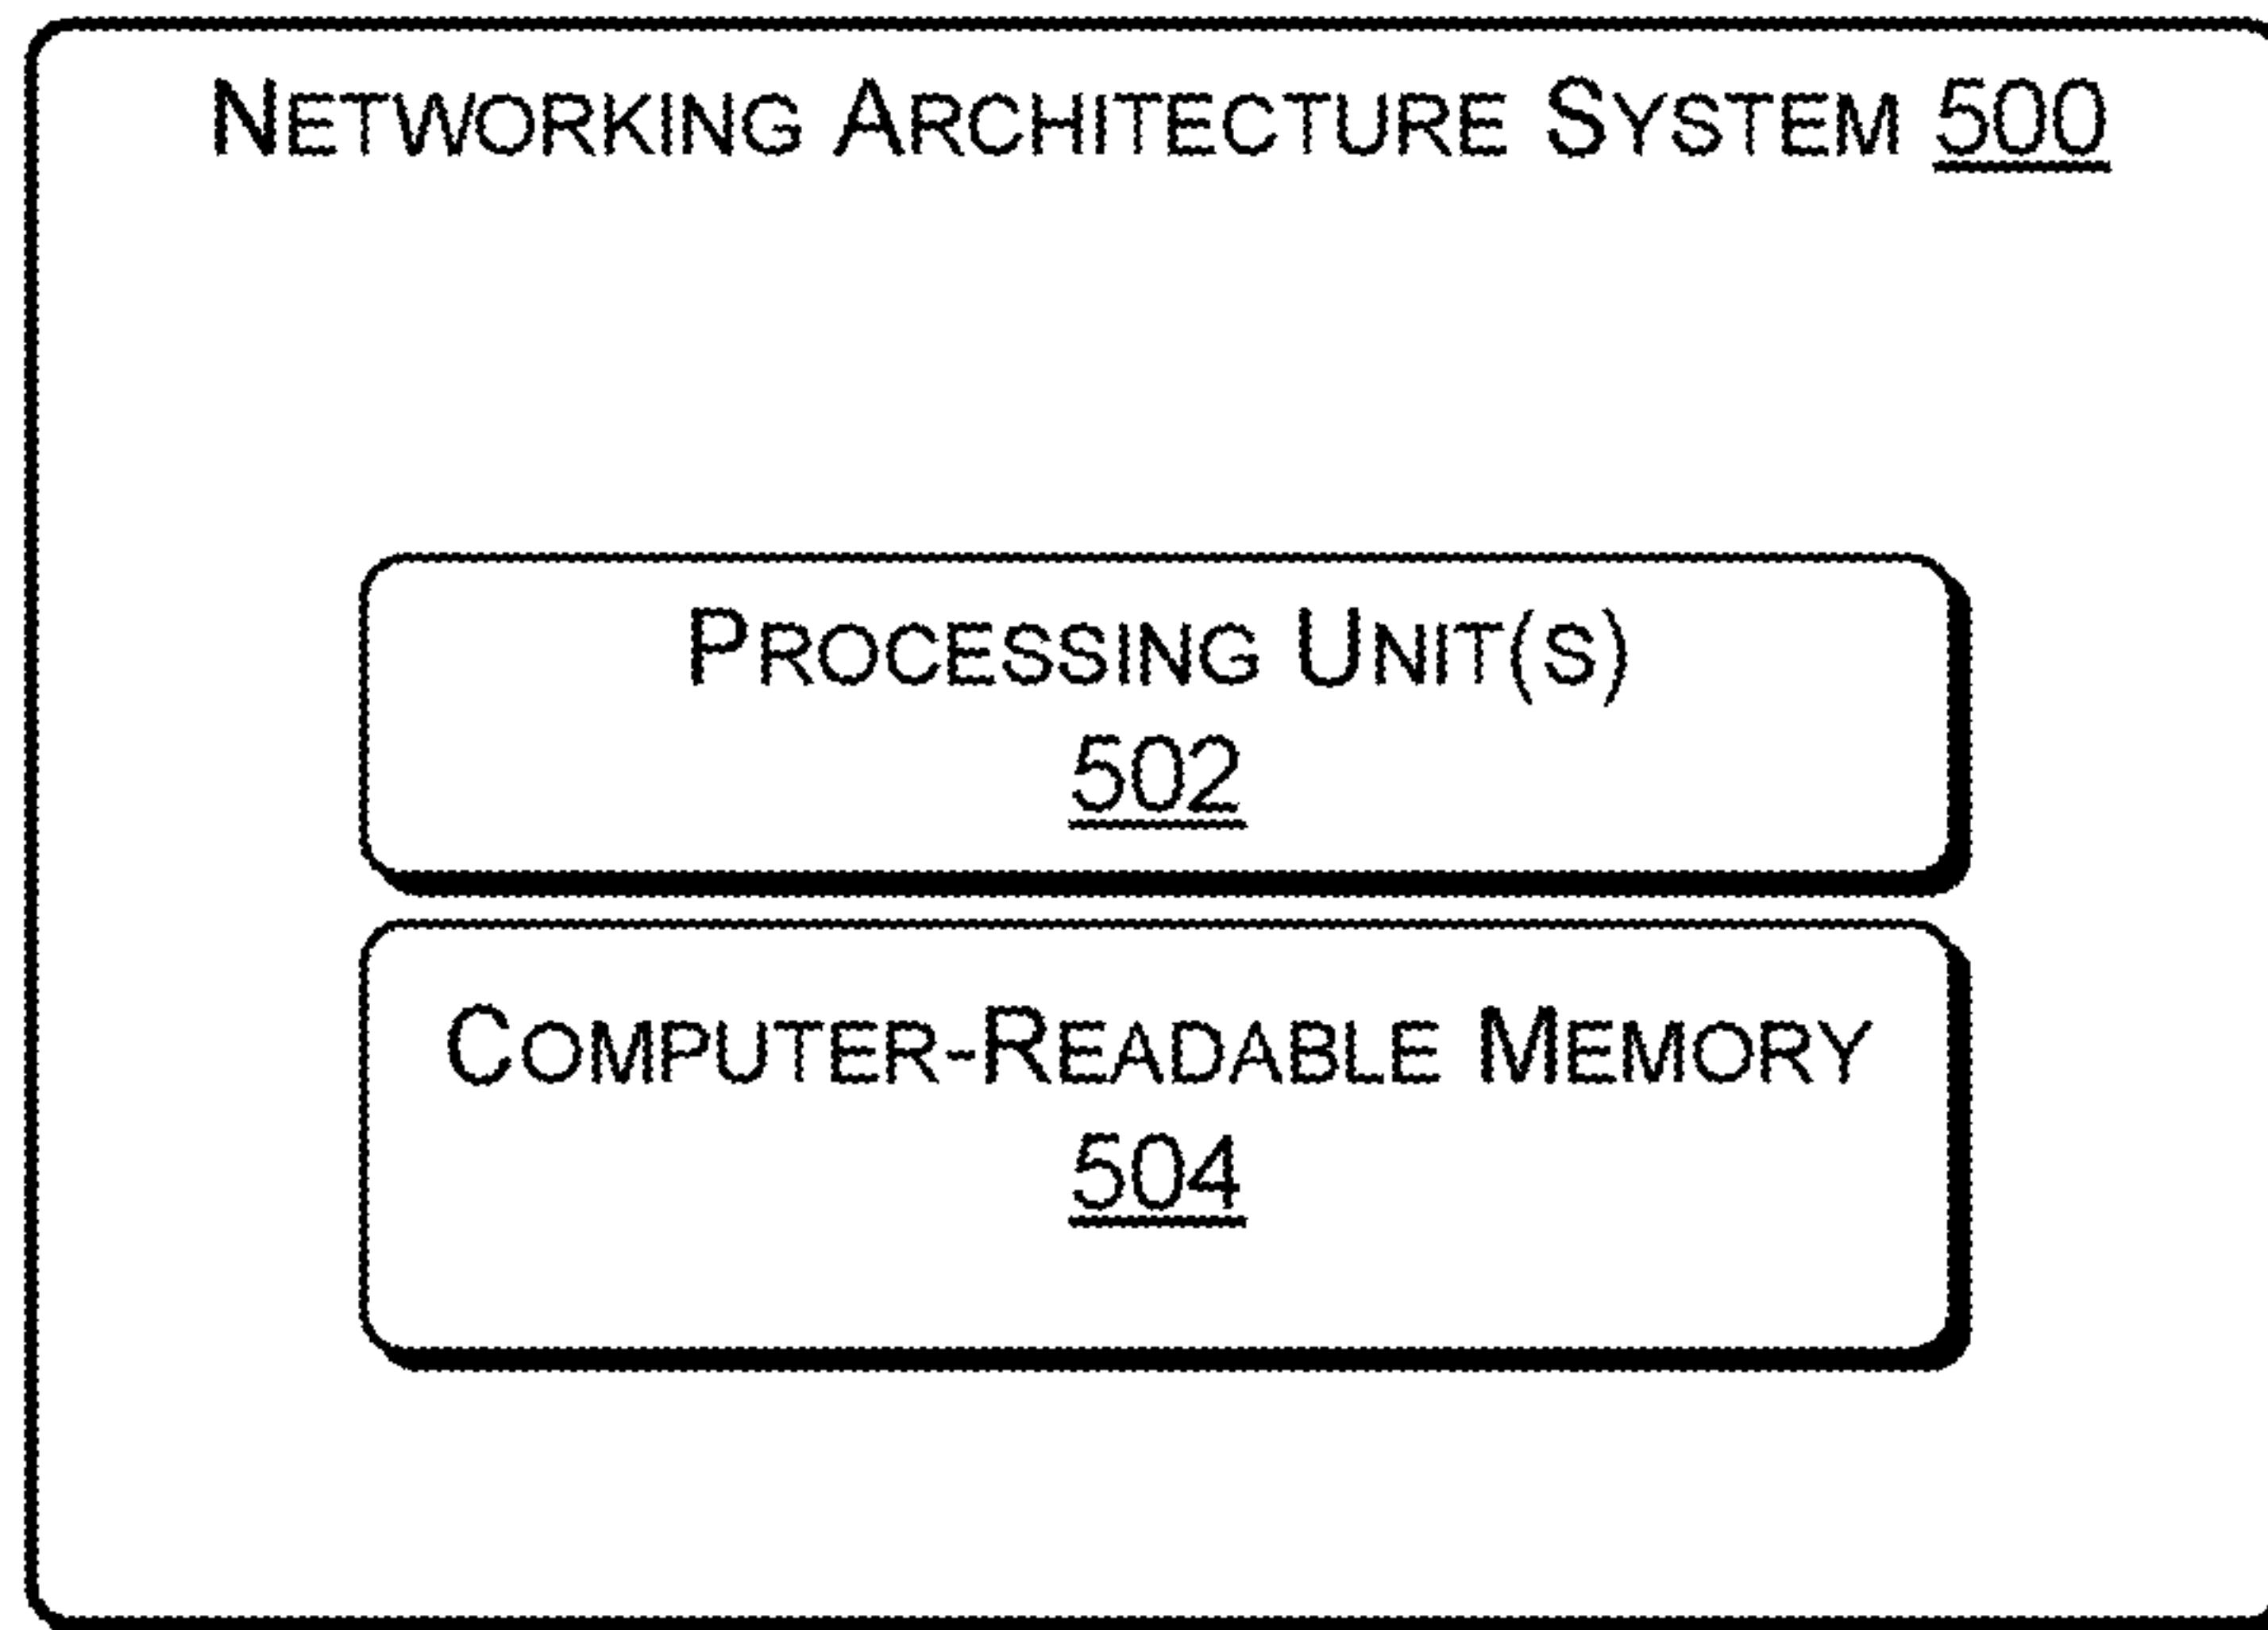 NETWORKING ARCHITECTURE SYSTEM 500
PROCESSING UNIT(S)
502
COMPUTER-READABLE MEMORY
504